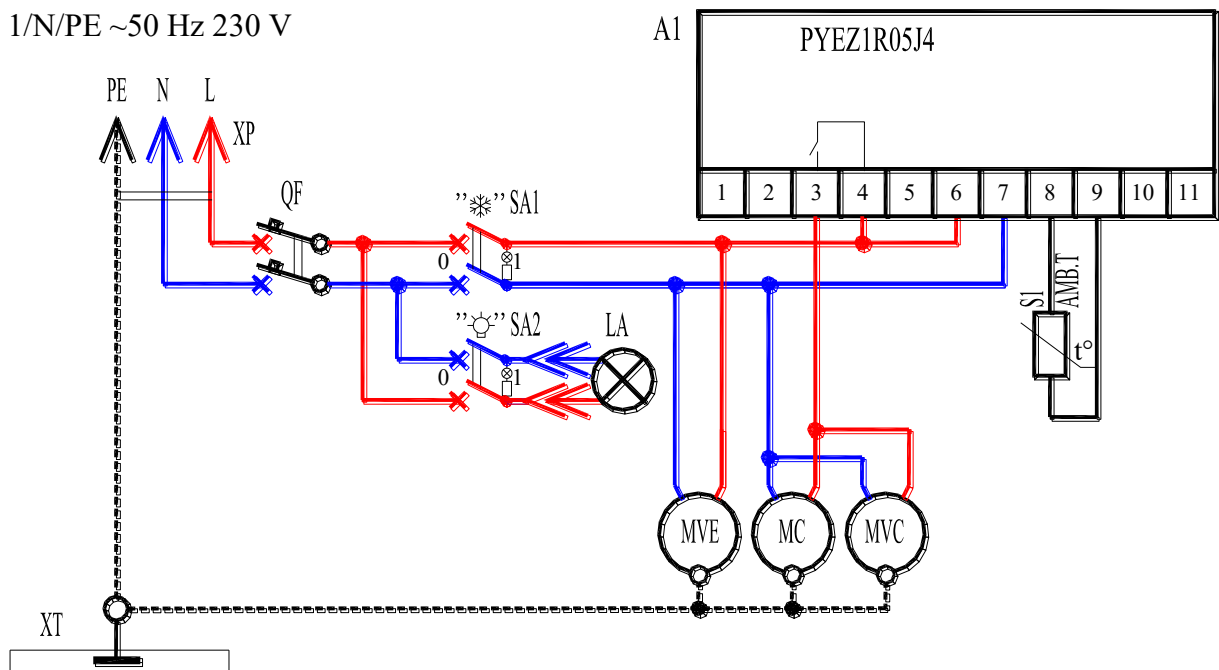 1/N/PE ~50 Hz 230 V
A1
PYEZ1R05J4
PE N L
XP
QF
"❄" SA1
1 2 3 4 5 6 7 8 9 10 11
0 1
"☼" SA2
LA
0 1
S1
AMB.T
t°
MVE MC MVC
XT